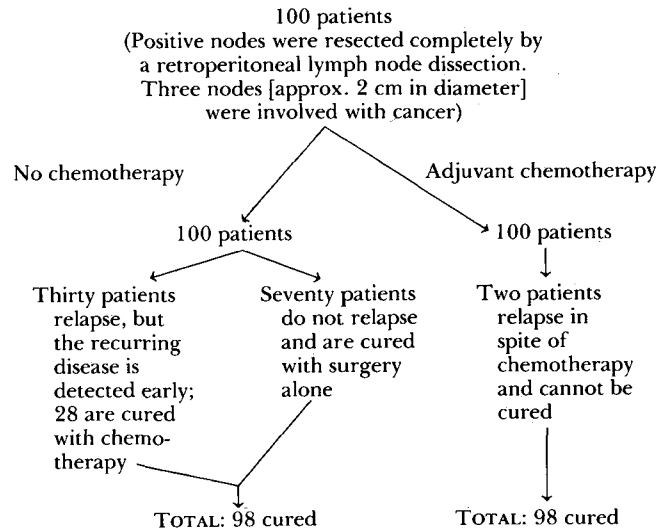 100 patients
(Positive nodes were resected completely by
a retroperitoneal lymph node dissection.
Three nodes [approx. 2 cm in diameter]
were involved with cancer)
No chemotherapy
Adjuvant chemotherapy
100 patients
100 patients
Thirty patients
relapse, but
the recurring
disease is
detected early;
28 are cured
with chemo-
therapy
Seventy patients
do not relapse
and are cured
with surgery
alone
Two patients
relapse in
spite of
chemotherapy
and cannot be
cured
TOTAL: 98 cured
TOTAL: 98 cured